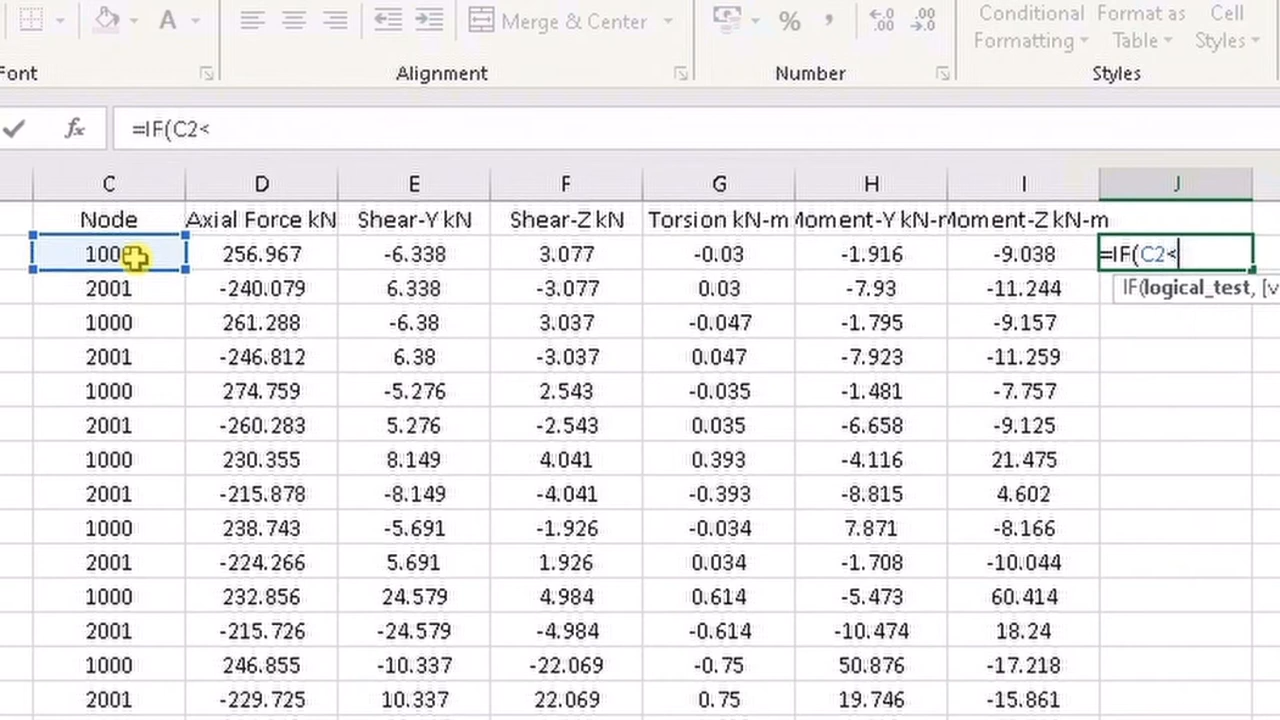 Merge & Center
%
Conditional Formatting
Format as Table
Cell Styles
Font
Alignment
Number
Styles
fx =IF(C2<
C D E F G H I J
Node Axial Force kN Shear-Y kN Shear-Z kN Torsion kN-m Moment-Y kN-m Moment-Z kN-m
1000 256.967 -6.338 3.077 -0.03 -1.916 -9.038 =IF(C2<
2001 -240.079 6.338 -3.077 0.03 -7.93 -11.244 IF(logical_test, [v
1000 261.288 -6.38 3.037 -0.047 -1.795 -9.157
2001 -246.812 6.38 -3.037 0.047 -7.923 -11.259
1000 274.759 -5.276 2.543 -0.035 -1.481 -7.757
2001 -260.283 5.276 -2.543 0.035 -6.658 -9.125
1000 230.355 8.149 4.041 0.393 -4.116 21.475
2001 -215.878 -8.149 -4.041 -0.393 -8.815 4.602
1000 238.743 -5.691 -1.926 -0.034 7.871 -8.166
2001 -224.266 5.691 1.926 0.034 -1.708 -10.044
1000 232.856 24.579 4.984 0.614 -5.473 60.414
2001 -215.726 -24.579 -4.984 -0.614 -10.474 18.24
1000 246.855 -10.337 -22.069 -0.75 50.876 -17.218
2001 -229.725 10.337 22.069 0.75 19.746 -15.861